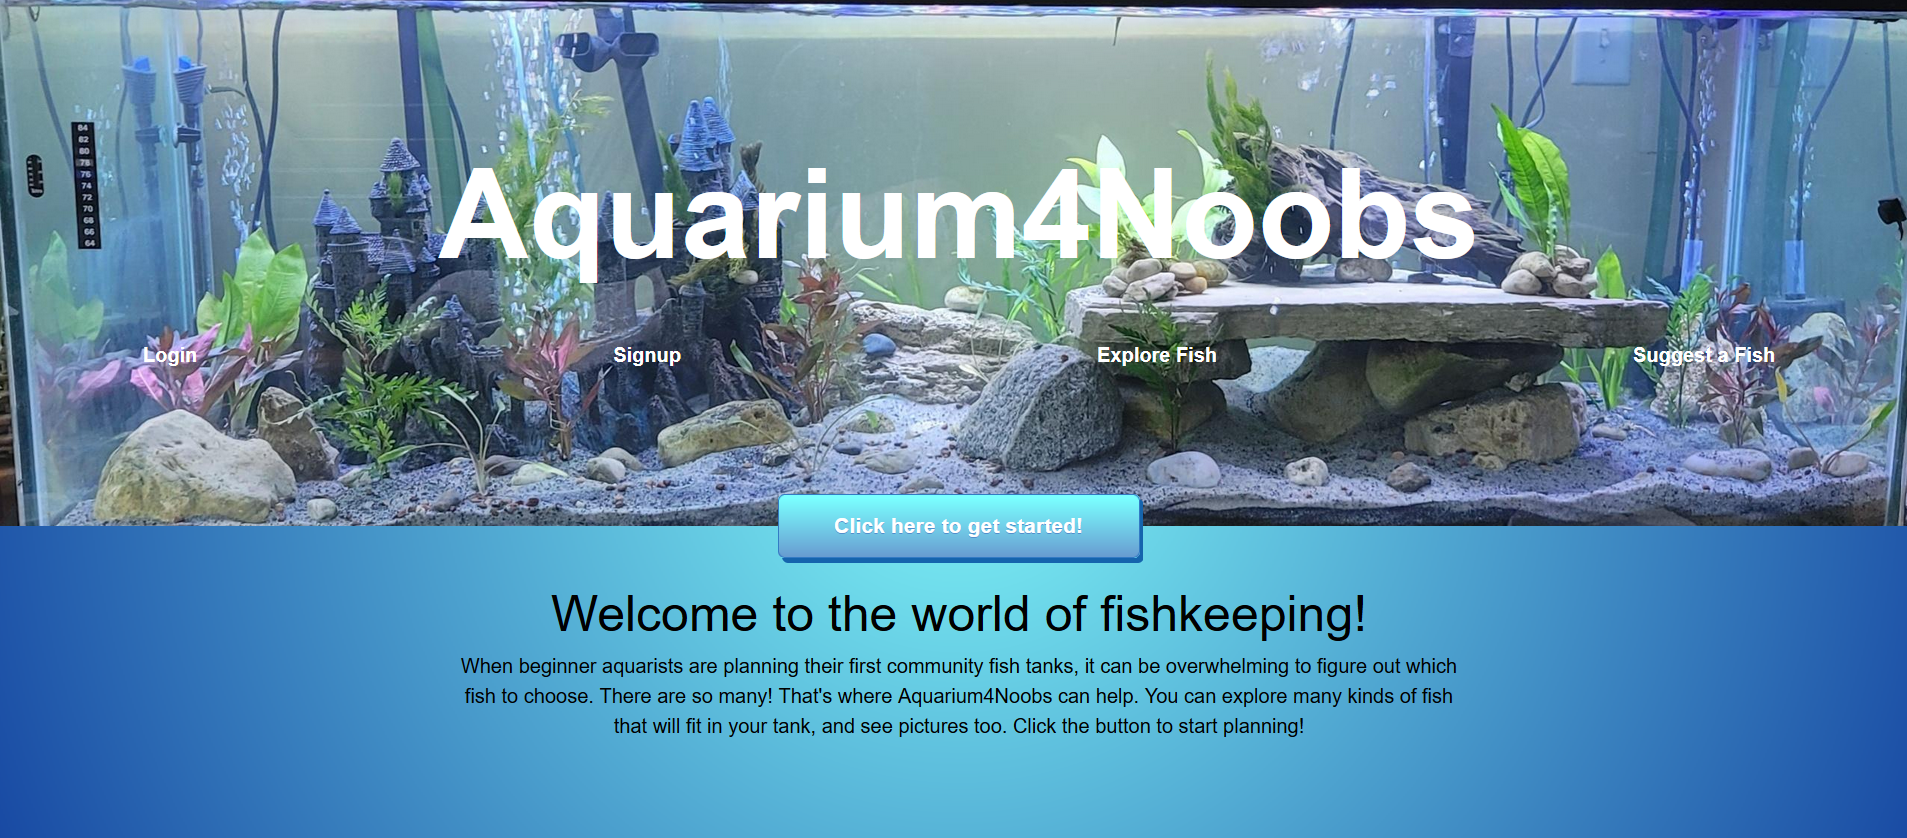 84
82
80
78
76
74
72
70
68
66
64
Aquarium4Noobs
Login
Signup
Explore Fish
Suggest a Fish
Click here to get started!
Welcome to the world of fishkeeping!
When beginner aquarists are planning their first community fish tanks, it can be overwhelming to figure out which
fish to choose. There are so many! That's where Aquarium4Noobs can help. You can explore many kinds of fish
that will fit in your tank, and see pictures too. Click the button to start planning!